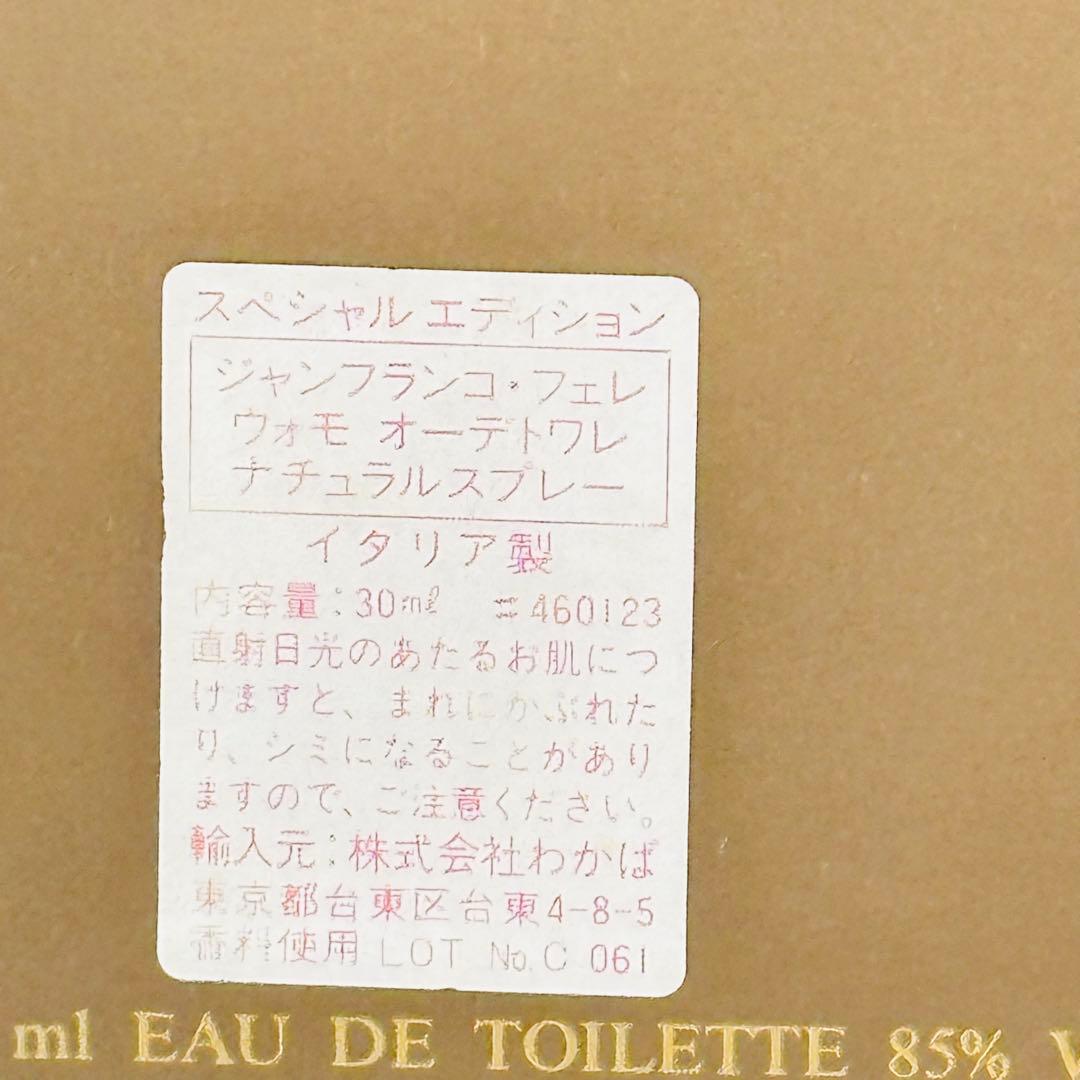 スペシャル エディション
ジャンフランコ・フェレ
ウォモ オーデトワレ
ナチュラルスプレー
イタリア製
内容量:30ml #460123
直射日光のあたるお肌につ
けますと、まれにかぶれた
り、シミになることがあり
ますので、ご注意ください。
輸入元:株式会社わかば
東京都台東区台東4-8-5
香料使用 LOT No.C 061
ml EAU DE TOILETTE 85% V